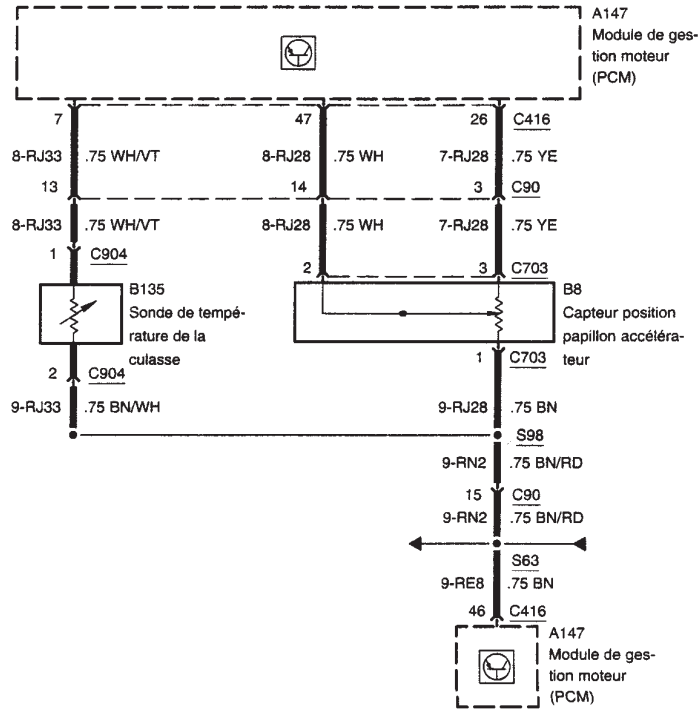 A147
Module de ges-
tion moteur
(PCM)
7 47 26 C416
8-RJ33 .75 WH/VT 8-RJ28 .75 WH 7-RJ28 .75 YE
13 14 3 C90
8-RJ33 .75 WH/VT 8-RJ28 .75 WH 7-RJ28 .75 YE
1 C904
2 3 C703
B135
Sonde de tempé-
rature de la
culasse
B8
Capteur position
papillon accéléra-
teur
1 C703
2 C904
9-RJ33 .75 BN/WH 9-RJ28 .75 BN
S98
9-RN2 .75 BN/RD
15 C90
9-RN2 .75 BN/RD
S63
9-RE8 .75 BN
46 C416
A147
Module de ges-
tion moteur
(PCM)